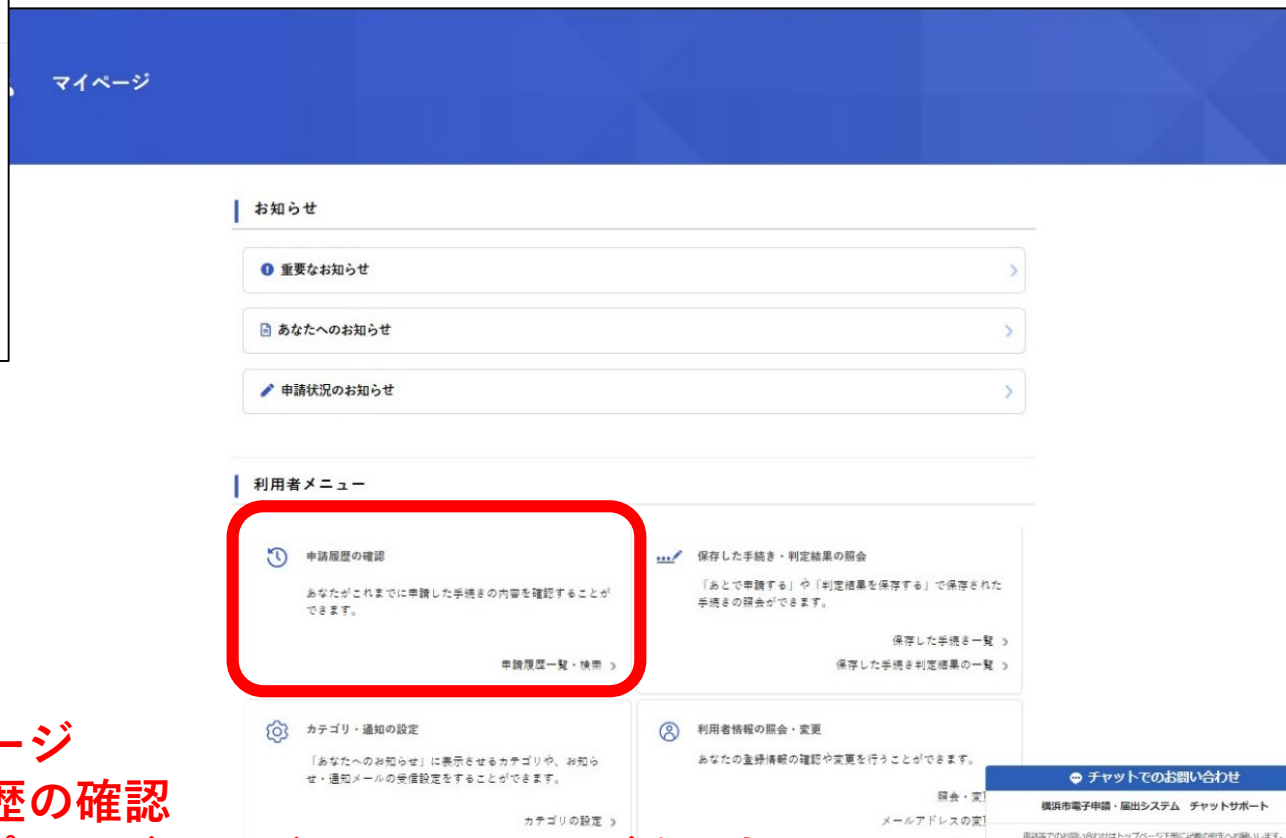 マイページ
お知らせ
重要なお知らせ
あなたへのお知らせ
申請状況のお知らせ
利用者メニュー
申請履歴の確認
あなたがこれまでに申請した手続きの内容を確認することが
できます。
申請履歴一覧・検索
保存した手続き・判定結果の照会
「あとで申請する」や「判定結果を保存する」で保存された
手続きの照会ができます。
保存した手続き一覧
保存した手続き判定結果の一覧
カテゴリ・通知の設定
「あなたへのお知らせ」に表示させるカテゴリや、お知ら
せ・通知メールの受信設定をすることができます。
カテゴリの設定
利用者情報の照会・変更
あなたの登録情報の確認や変更を行うことができます。
照会・変
メールアドレスの変
ージ
歴の確認
チャットでのお問い合わせ
横浜市電子申請・届出システム チャットサポート